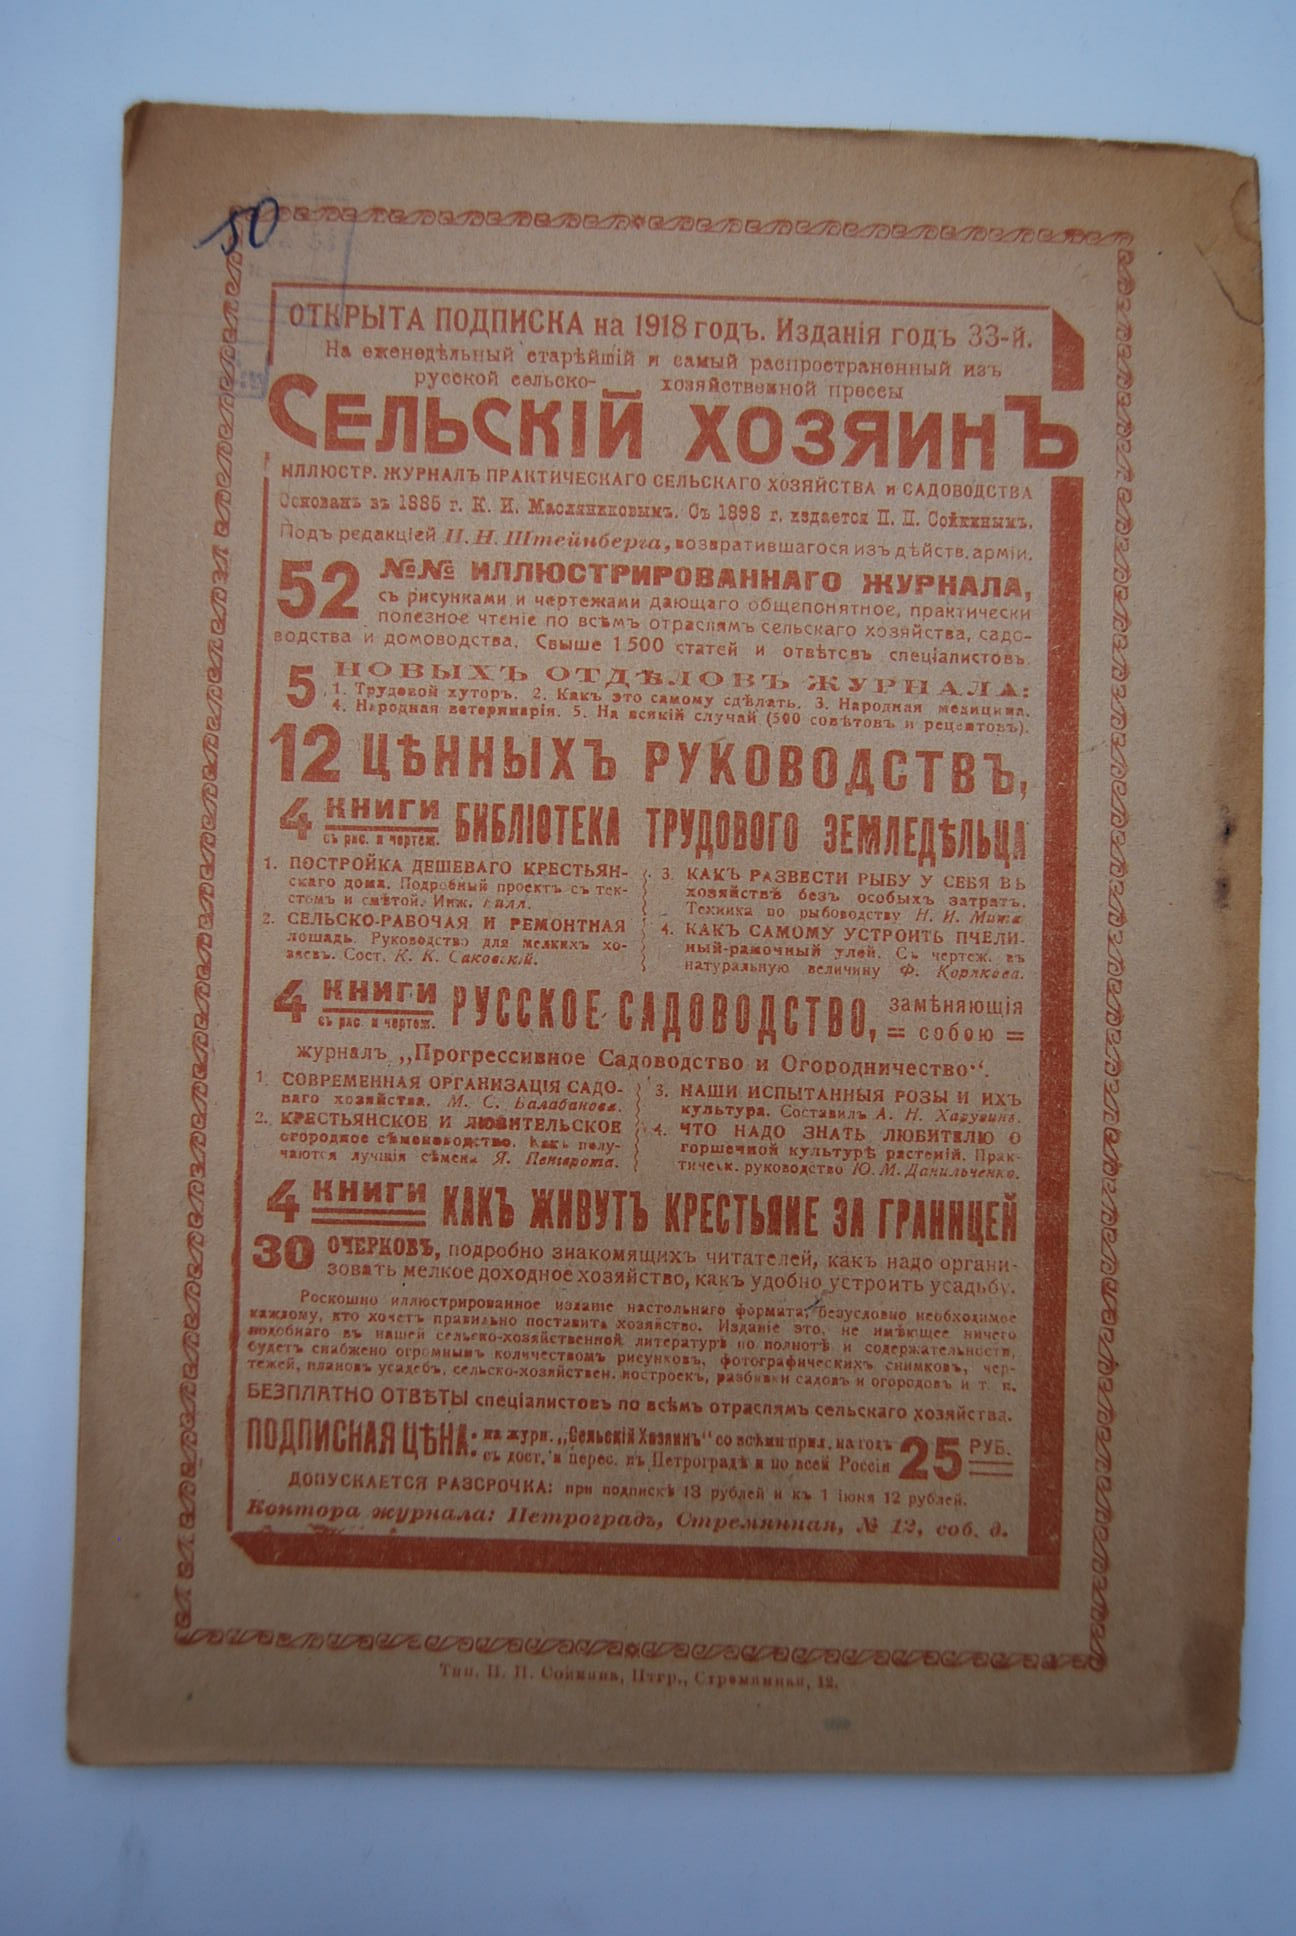 50
ОТКРЫТА ПОДПИСКА на 1918 годъ. Изданія годъ 33-й.
На еженедѣльный старѣйшій и самый распространенный изъ
русской сельско- хозяйственной прессы
СЕЛЬСКІЙ ХОЗЯИНЪ
ИЛЛЮСТР. ЖУРНАЛЪ ПРАКТИЧЕСКАГО СЕЛЬСКАГО ХОЗЯЙСТВА и САДОВОДСТВА
Основанъ въ 1885 г. К. И. Масляниковымъ. Съ 1898 г. издается П. П. Сойкинымъ.
Подъ редакціей П. Н. Штейнберга, возвратившагося изъ дѣйств. арміи.
52 №№ ИЛЛЮСТРИРОВАННАГО ЖУРНАЛА,
съ рисунками и чертежами дающаго общепонятное, практически
полезное чтеніе по всѣмъ отраслямъ сельскаго хозяйства, садо-
водства и домоводства. Свыше 1500 статей и отвѣтовъ спеціалистовъ.
5 НОВЫХЪ ОТДѢЛОВЪ ЖУРНАЛА:
1. Трудовой хуторъ. 2. Какъ это самому сдѣлать. 3. Народная медицина.
4. Народная ветеринарія. 5. На всякій случай (500 совѣтовъ и рецептовъ).
12 ЦѢННЫХЪ РУКОВОДСТВЪ,
4 КНИГИ съ рис. и чертеж. БИБЛІОТЕКА ТРУДОВОГО ЗЕМЛЕДѢЛЬЦА
1. ПОСТРОЙКА ДЕШЕВАГО КРЕСТЬЯН-
скаго дома. Подробный проектъ съ тек-
стомъ и смѣтой. Инж.
2. СЕЛЬСКО-РАБОЧАЯ И РЕМОНТНАЯ
лошадь. Руководство для мелкихъ хо-
зяевъ. Сост. К. К. Саковскій.
3. КАКЪ РАЗВЕСТИ РЫБУ У СЕБЯ ВЪ
хозяйствѣ безъ особыхъ затратъ.
Техника по рыбоводству Н. И.
4. КАКЪ САМОМУ УСТРОИТЬ ПЧЕЛИ-
ный-рамочный улей. Съ чертеж. въ
натуральную величину Ф. Корякова.
4 КНИГИ съ рис. и чертеж. РУССКОЕ САДОВОДСТВО, замѣняющія = собою =
журналъ „Прогрессивное Садоводство и Огородничество“.
1. СОВРЕМЕННАЯ ОРГАНИЗАЦІЯ САДО-
ваго хозяйства. М. С. Балабанова.
2. КРЕСТЬЯНСКОЕ И ЛЮБИТЕЛЬСКОЕ
огородное сѣменоводство. Какъ полу-
чаются лучшія сѣмена Я. Пенгерота.
3. НАШИ ИСПЫТАННЫЯ РОЗЫ И ИХЪ
культура. Составилъ А. Н. Харузинъ.
4. ЧТО НАДО ЗНАТЬ ЛЮБИТЕЛЮ О
горшечной культурѣ растеній. Прак-
тическ. руководство Ю. М. Данильченко.
4 КНИГИ КАКЪ ЖИВУТЪ КРЕСТЬЯНЕ ЗА ГРАНИЦЕЙ
30 ОЧЕРКОВЪ, подробно знакомящихъ читателей, какъ надо органи-
зовать мелкое доходное хозяйство, какъ удобно устроить усадьбу.
Роскошно иллюстрированное изданіе настольнаго формата, безусловно необходимое
каждому, кто хочетъ правильно поставить хозяйство. Изданіе это, не имѣющее ничего
подобнаго въ нашей сельско-хозяйственной литературѣ по полнотѣ и содержательности,
будетъ снабжено огромнымъ количествомъ рисунковъ, фотографическихъ снимковъ, чер-
тежей, плановъ усадебъ, сельско-хозяйствен. построек, разбивки садовъ и огородовъ и т. п.
БЕЗПЛАТНО ОТВѢТЫ спеціалистовъ по всѣмъ отраслямъ сельскаго хозяйства.
ПОДПИСНАЯ ЦѢНА: на журн. „Сельскій Хозяинъ“ со всѣми прил. на годъ 25 РУБ.
съ дост. и перес. въ Петроградѣ и по всей Россіи
ДОПУСКАЕТСЯ РАЗСРОЧКА: при подпискѣ 13 рублей и къ 1 іюня 12 рублей.
Контора журнала: Петроградъ, Стремянная, № 12, соб. д.
Тип. П. П. Сойкина, Птгр., Стремянная, 12.